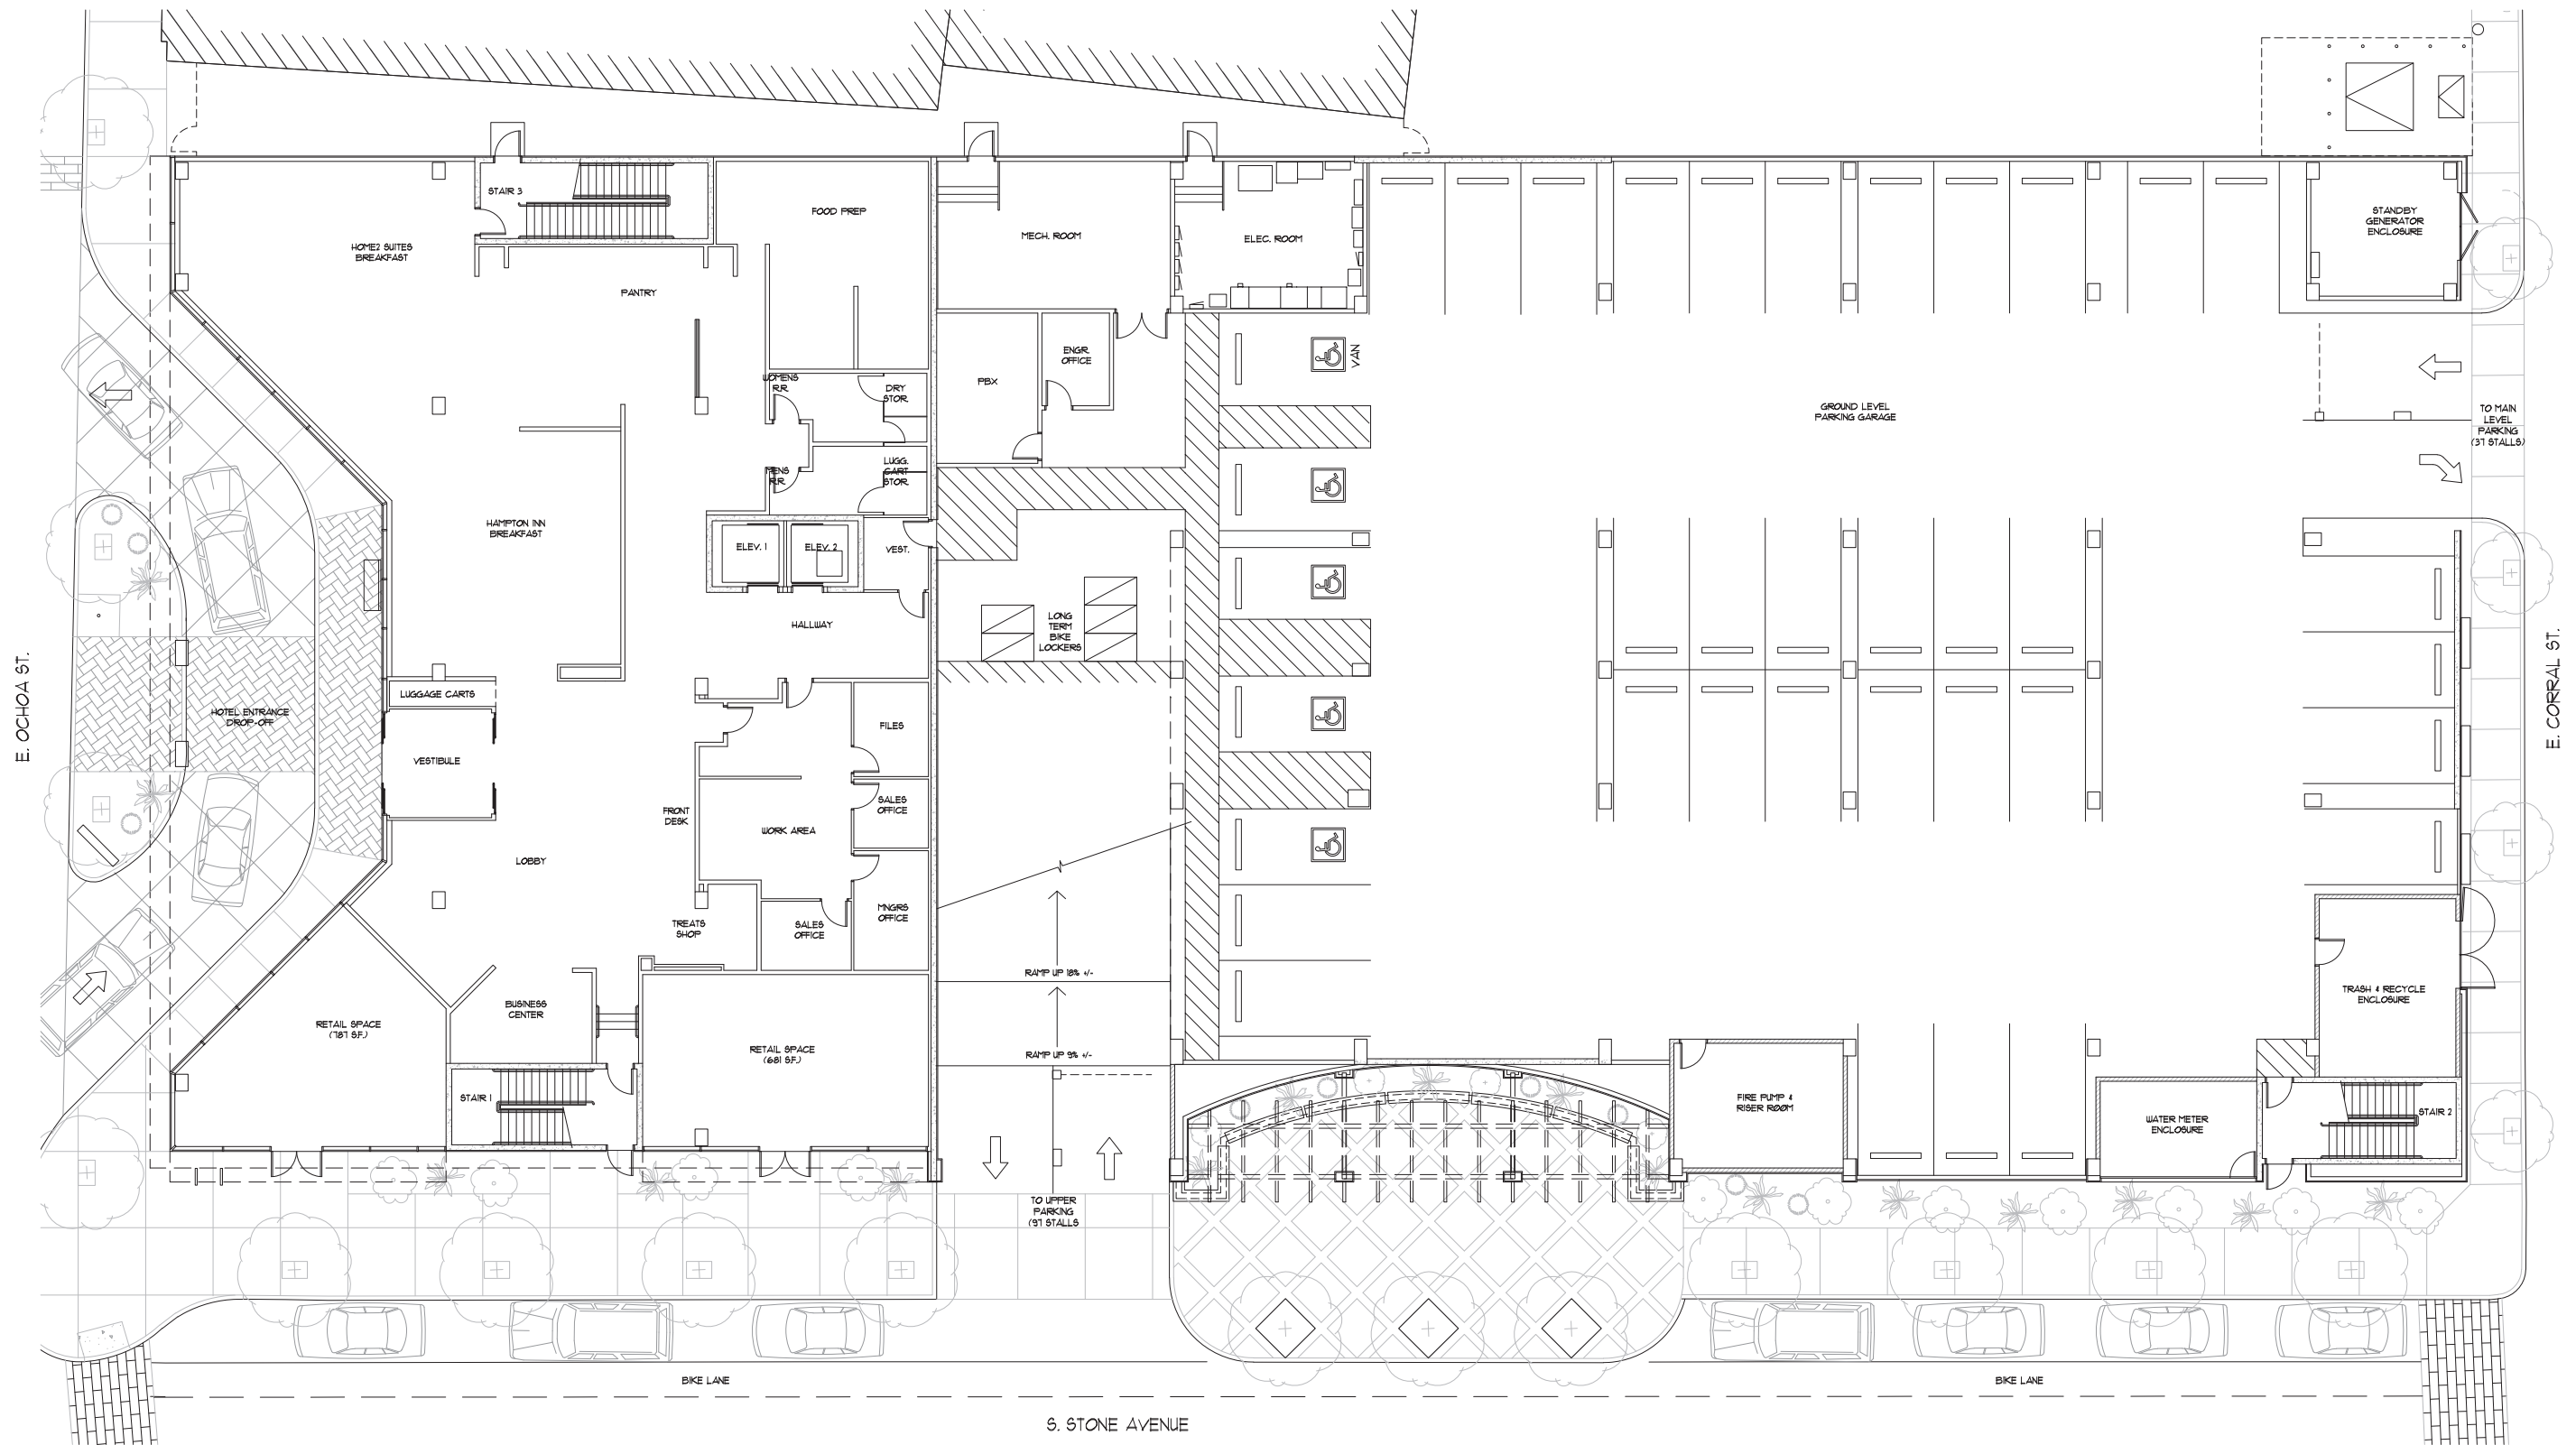 STAIR 3
FOOD PREP
HOME2 SUITES
BREAKFAST
PANTRY
MECH. ROOM
ELEC. ROOM
STANDBY
GENERATOR
ENCLOSURE
PBX
ENGR.
OFFICE
VAN
WOMENS
R.R.
DRY
STOR.
MENS
R.R.
LUGG.
CART
STOR.
GROUND LEVEL
PARKING GARAGE
TO MAIN
LEVEL
PARKING
(37 STALLS)
HAMPTON INN
BREAKFAST
ELEV. 1
ELEV. 2
VEST.
HALLWAY
LONG
TERM
BIKE
LOCKERS
E. OCHOA ST.
E. CORRAL ST.
LUGGAGE CARTS
HOTEL ENTRANCE
DROP-OFF
VESTIBULE
FILES
SALES
OFFICE
FRONT
DESK
WORK AREA
LOBBY
TREATS
SHOP
SALES
OFFICE
MNGRS
OFFICE
RAMP UP 18% +/-
BUSINESS
CENTER
RETAIL SPACE
(787 S.F.)
RETAIL SPACE
(681 S.F.)
RAMP UP 9% +/-
TRASH & RECYCLE
ENCLOSURE
STAIR 1
FIRE PUMP &
RISER ROOM
WATER METER
ENCLOSURE
STAIR 2
TO UPPER
PARKING
(97 STALLS
BIKE LANE
BIKE LANE
S. STONE AVENUE